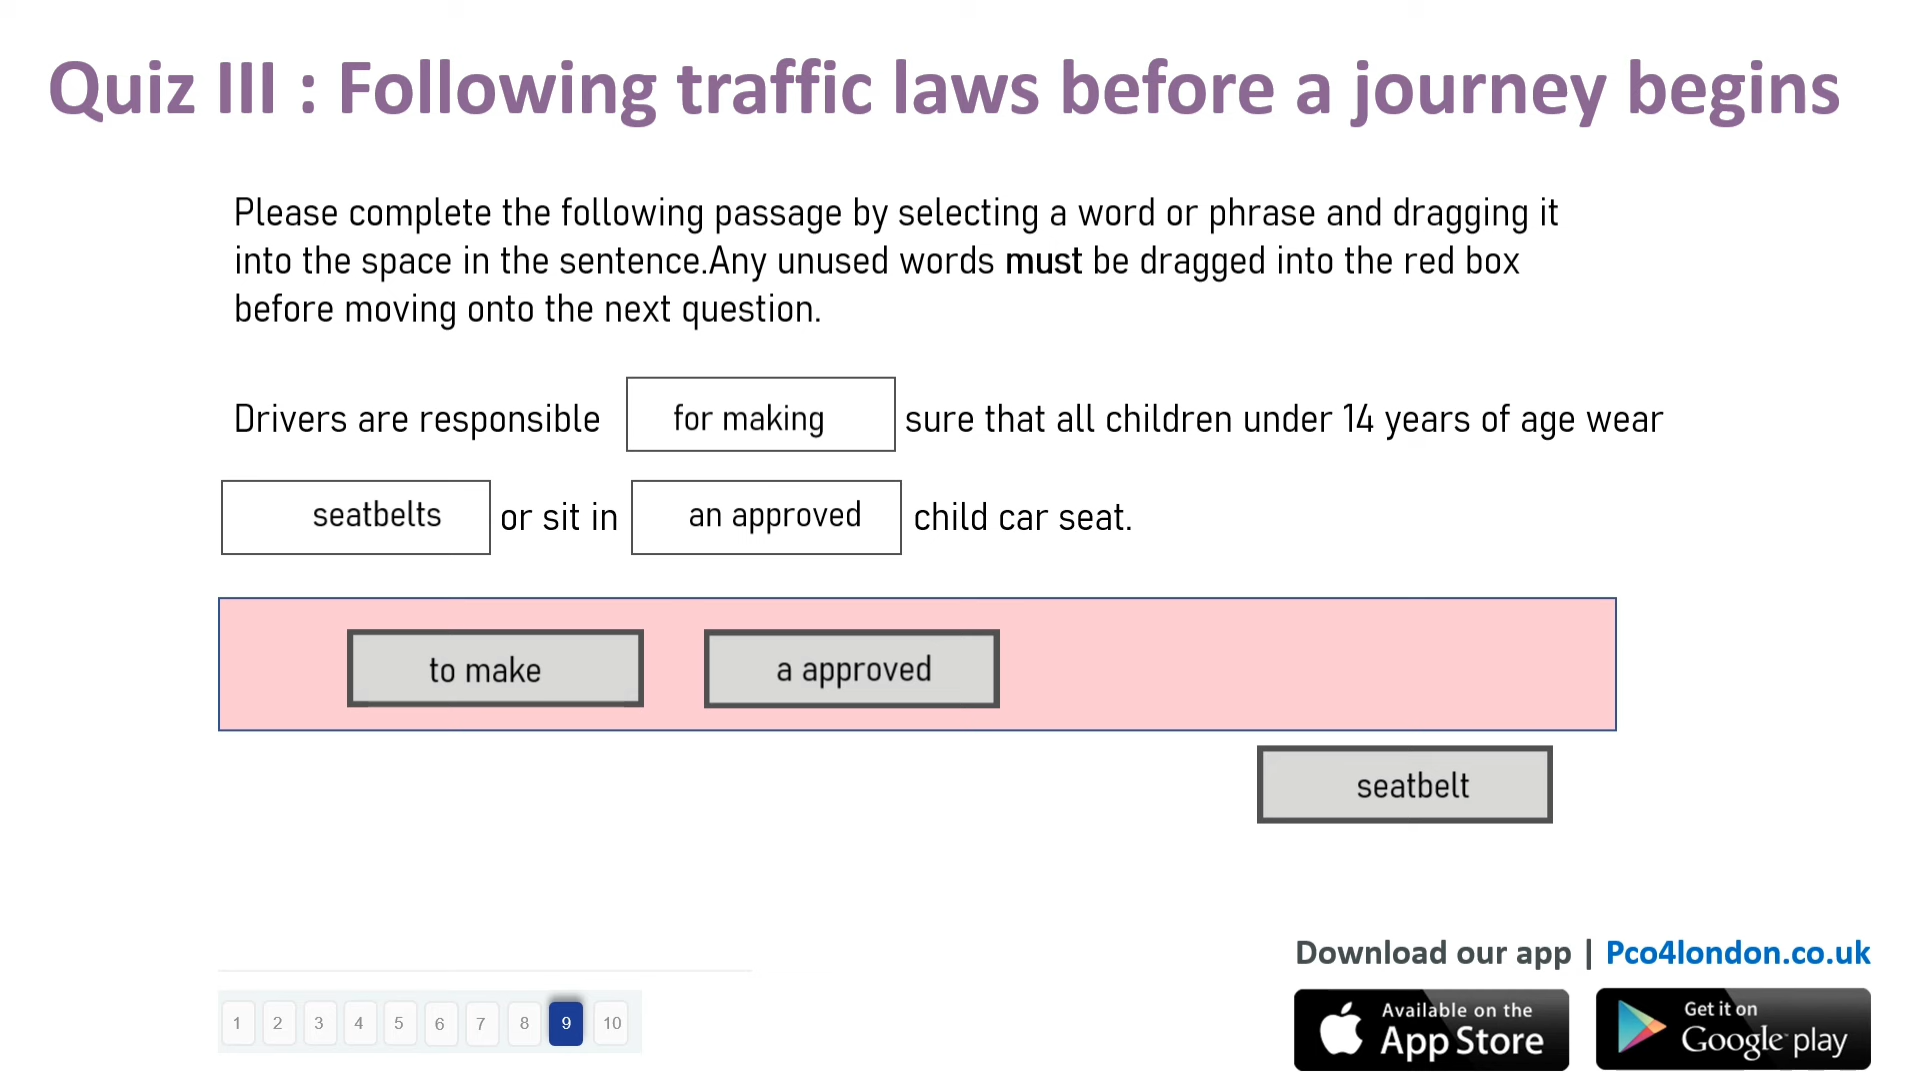 Quiz III : Following traffic laws before a journey begins
Please complete the following passage by selecting a word or phrase and dragging it
into the space in the sentence.Any unused words must be dragged into the red box
before moving onto the next question.
Drivers are responsible for making sure that all children under 14 years of age wear
seatbelts or sit in an approved child car seat.
to make a approved
seatbelt
Download our app | Pco4london.co.uk
1 2 3 4 5 6 7 8 9 10
Available on the
App Store
Get it on
Google play